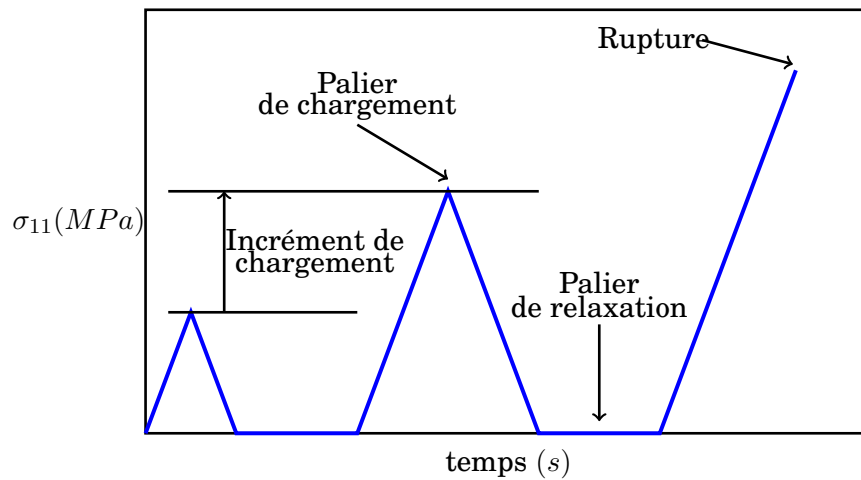 Rupture
Palier
de chargement
σ₁₁(MPa)
Incrément de
chargement
Palier
de relaxation
temps (s)